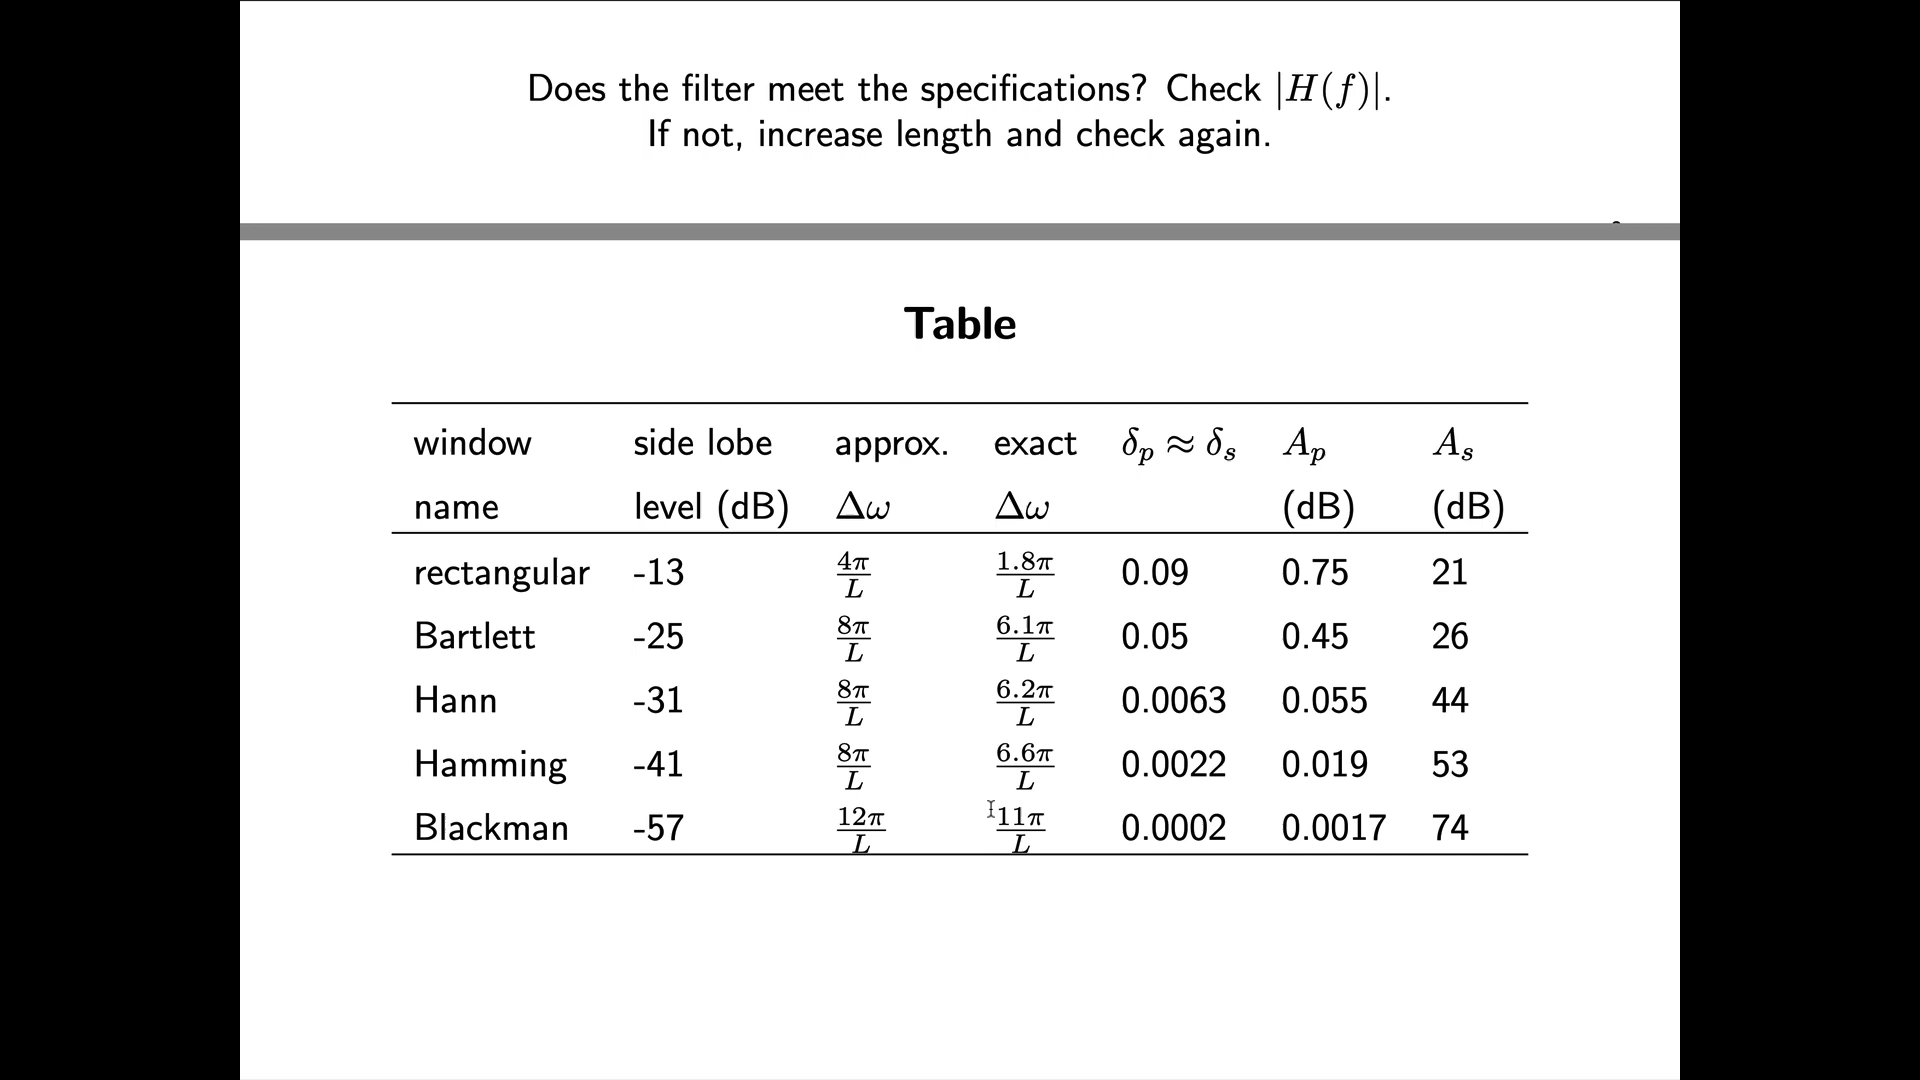 Does the filter meet the specifications? Check |H(f)|.
If not, increase length and check again.
Table
window side lobe approx. exact δp ≈ δs Ap As
name level (dB) Δω Δω (dB) (dB)
rectangular -13 4π/L 1.8π/L 0.09 0.75 21
Bartlett -25 8π/L 6.1π/L 0.05 0.45 26
Hann -31 8π/L 6.2π/L 0.0063 0.055 44
Hamming -41 8π/L 6.6π/L 0.0022 0.019 53
Blackman -57 12π/L 11π/L 0.0002 0.0017 74